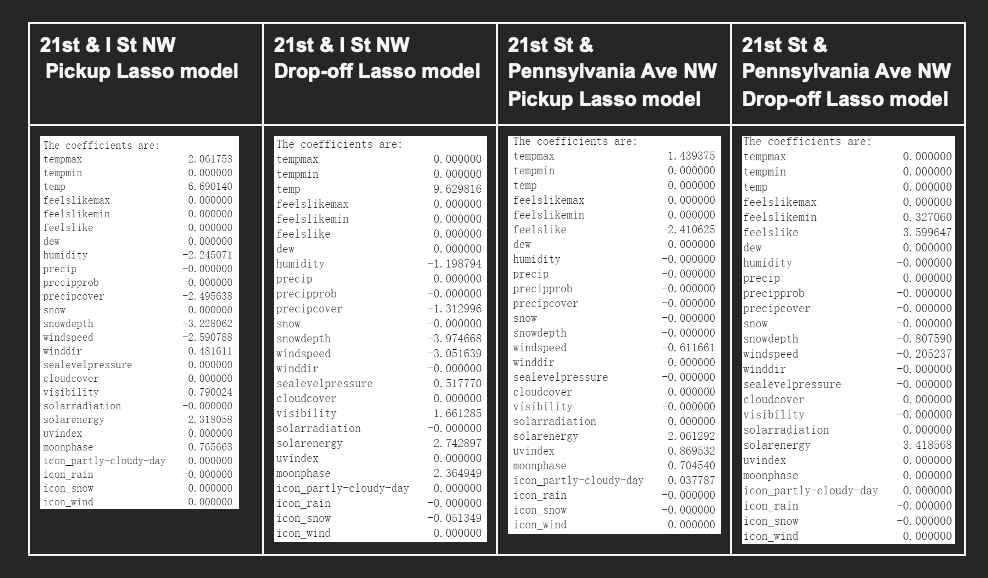 21st & I St NW
Pickup Lasso model
The coefficients are:
tempmax 2.061753
tempmin 0.000000
temp 6.690140
feelslikemax 0.000000
feelslikemin 0.000000
feelslike 0.000000
dew 0.000000
humidity -2.245071
precip -0.000000
precipprob -0.000000
precipcover -2.495638
snow 0.000000
snowdepth -3.228062
windspeed -2.590788
winddir 0.481611
sealevelpressure 0.000000
cloudcover 0.000000
visibility 0.790024
solarradiation -0.000000
solarenergy 2.318058
uvindex 0.000000
moonphase 0.765663
icon_partly-cloudy-day 0.000000
icon_rain -0.000000
icon_snow 0.000000
icon_wind 0.000000
21st & I St NW
Drop-off Lasso model
The coefficients are:
tempmax 0.000000
tempmin 0.000000
temp 9.629816
feelslikemax 0.000000
feelslikemin 0.000000
feelslike 0.000000
dew 0.000000
humidity -1.198794
precip 0.000000
precipprob -0.000000
precipcover -1.312996
snow -0.000000
snowdepth -3.974668
windspeed -3.051639
winddir -0.000000
sealevelpressure 0.517770
cloudcover 0.000000
visibility 1.661285
solarradiation -0.000000
solarenergy 2.742897
uvindex 0.000000
moonphase 2.364949
icon_partly-cloudy-day 0.000000
icon_rain -0.000000
icon_snow -0.051349
icon_wind 0.000000
21st St &
Pennsylvania Ave NW
Pickup Lasso model
The coefficients are:
tempmax 1.439375
tempmin 0.000000
temp 0.000000
feelslikemax 0.000000
feelslikemin 0.000000
feelslike 2.410625
dew 0.000000
humidity -0.000000
precip -0.000000
precipprob -0.000000
precipcover -0.000000
snow -0.000000
snowdepth -0.000000
windspeed -0.611661
winddir 0.000000
sealevelpressure -0.000000
cloudcover 0.000000
visibility -0.000000
solarradiation 0.000000
solarenergy 2.061292
uvindex 0.869532
moonphase 0.704540
icon_partly-cloudy-day 0.037787
icon_rain -0.000000
icon_snow -0.000000
icon_wind 0.000000
21st St &
Pennsylvania Ave NW
Drop-off Lasso model
The coefficients are:
tempmax 0.000000
tempmin 0.000000
temp 0.000000
feelslikemax 0.000000
feelslikemin 0.327060
feelslike 3.599647
dew 0.000000
humidity -0.000000
precip 0.000000
precipprob -0.000000
precipcover -0.000000
snow -0.000000
snowdepth -0.807590
windspeed -0.205237
winddir -0.000000
sealevelpressure -0.000000
cloudcover 0.000000
visibility -0.000000
solarradiation 0.000000
solarenergy 3.418568
uvindex 0.000000
moonphase 0.000000
icon_partly-cloudy-day 0.000000
icon_rain -0.000000
icon_snow -0.000000
icon_wind 0.000000